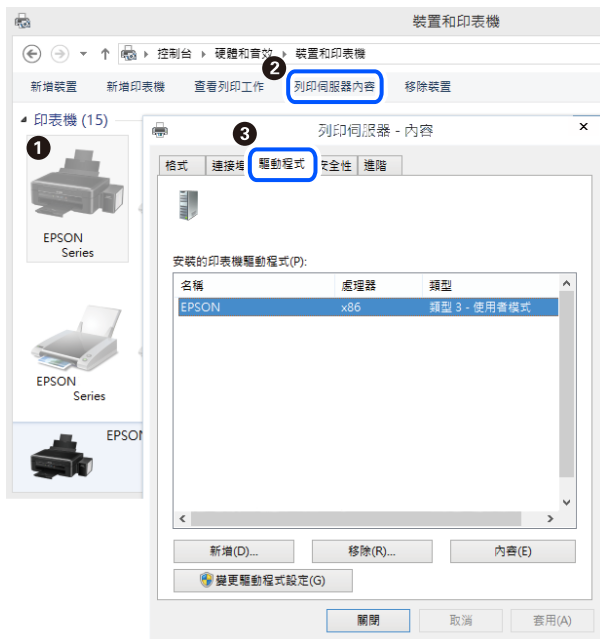 裝置和印表機
控制台 硬體和音效 裝置和印表機
2
新增裝置 新增印表機 查看列印工作 列印伺服器內容 移除裝置
印表機 (15)
1
EPSON
Series
EPSON
Series
EPSON
3
列印伺服器 - 內容
格式 連接埠 驅動程式 安全性 進階
安裝的印表機驅動程式(P):
名稱 處理器 類型
EPSON x86 類型 3 - 使用者模式
新增(D)... 移除(R)... 內容(E)
變更驅動程式設定(G)
關閉 取消 套用(A)